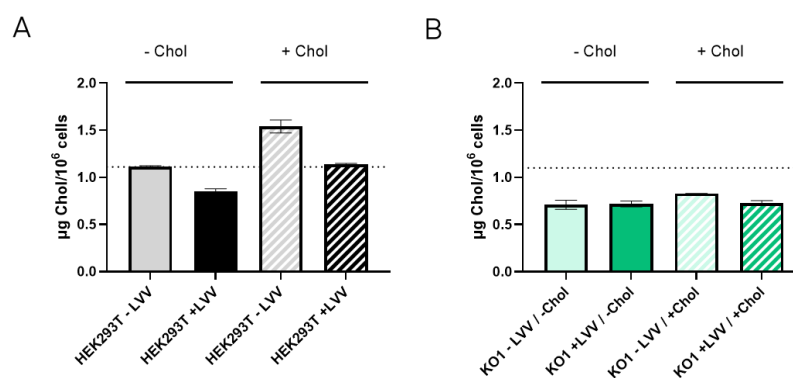 A
- Chol
+ Chol
µg Chol/10⁶ cells
2.0
1.5
1.0
0.5
0.0
HEK293T - LVV
HEK293T +LVV
HEK293T - LVV
HEK293T +LVV
B
- Chol
+ Chol
µg Chol/10⁶ cells
2.0
1.5
1.0
0.5
0.0
KO1 - LVV / -Chol
KO1 +LVV / -Chol
KO1 - LVV / +Chol
KO1 +LVV / +Chol